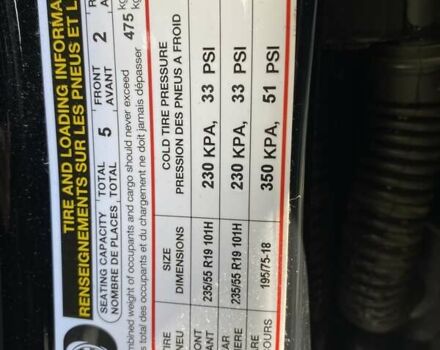 TIRE AND LOADING INFORMA
RENSEIGNEMENTS SUR LES PNEUS ET L
SEATING CAPACITY TOTAL 5 FRONT 2
NOMBRE DE PLACES TOTAL AVANT
ombined weight of occupants and cargo should never exceed 475
s total des occupants et du chargement ne doit jamais dépasser
SIZE COLD TIRE PRESSURE
NEU DIMENSIONS PRESSION DES PNEUS A FROID
235/55 R19 101H 230 KPA, 33 PSI
235/55 R19 101H 230 KPA, 33 PSI
195/75-18 350 KPA, 51 PSI
OURS